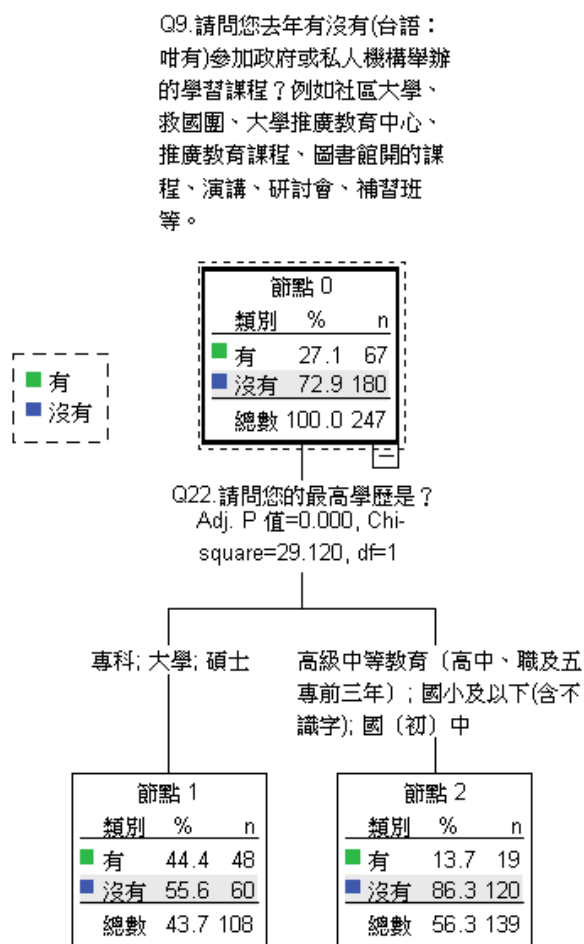 Q9.請問您去年有沒有(台語：
咁有)參加政府或私人機構舉辦
的學習課程？例如社區大學、
救國團、大學推廣教育中心、
推廣教育課程、圖書館開的課
程、演講、研討會、補習班
等。
節點 0
類別 % n
有 27.1 67
沒有 72.9 180
總數 100.0 247
有
沒有
Q22.請問您的最高學歷是？
Adj. P 值=0.000, Chi-
square=29.120, df=1
專科; 大學; 碩士
高級中等教育（高中、職及五
專前三年）; 國小及以下(含不
識字); 國（初）中
節點 1
類別 % n
有 44.4 48
沒有 55.6 60
總數 43.7 108
節點 2
類別 % n
有 13.7 19
沒有 86.3 120
總數 56.3 139